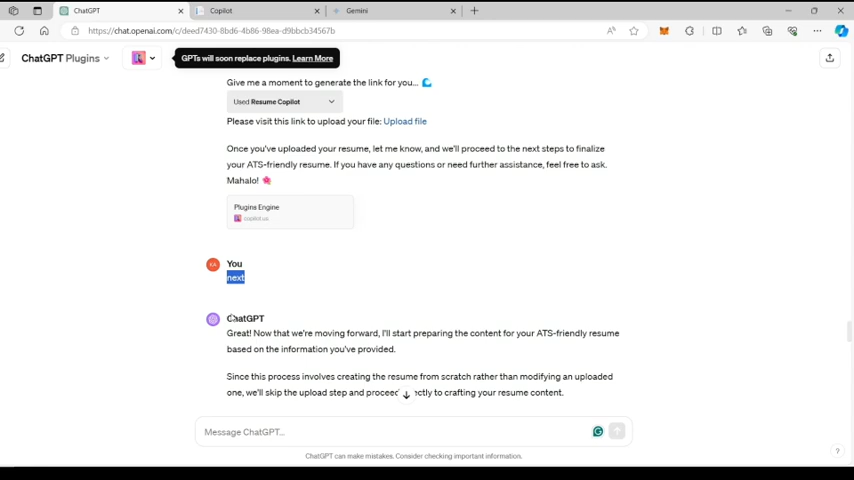 ChatGPT
Copilot
Gemini
https://chat.openai.com/c/deed7430-8bd6-4b86-98ea-d9bbcb34567b
ChatGPT Plugins
GPTs will soon replace plugins. Learn More
Give me a moment to generate the link for you...
Used Resume Copilot
Please visit this link to upload your file: Upload file
Once you've uploaded your resume, let me know, and we'll proceed to the next steps to finalize
your ATS-friendly resume. If you have any questions or need further assistance, feel free to ask.
Mahalo!
Plugins Engine
copilot.us
KA
You
next
ChatGPT
Great! Now that we're moving forward, I'll start preparing the content for your ATS-friendly resume
based on the information you've provided.
Since this process involves creating the resume from scratch rather than modifying an uploaded
one, we'll skip the upload step and proceed to crafting your resume content.
Message ChatGPT...
ChatGPT can make mistakes. Consider checking important information.
?